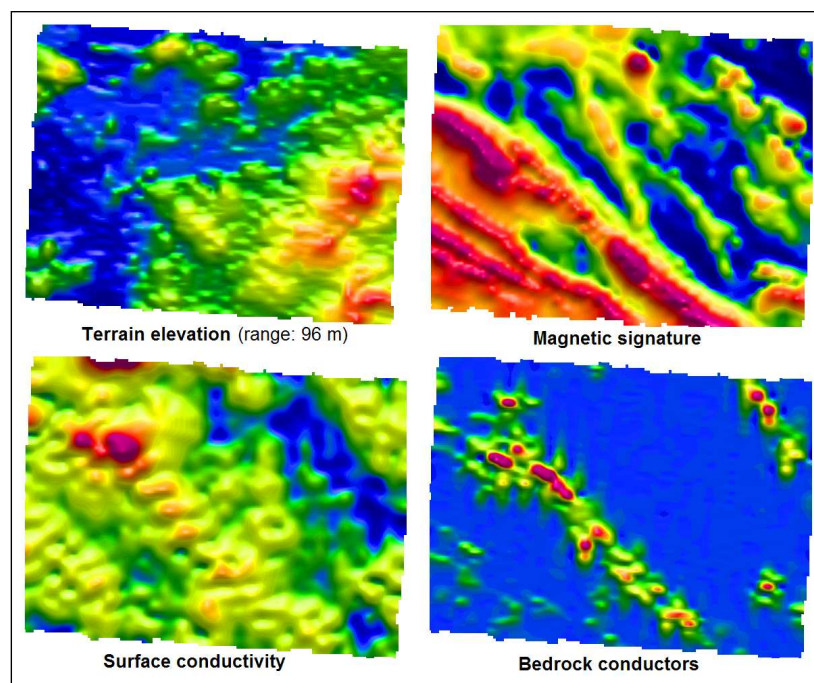 Terrain elevation (range: 96 m)
Magnetic signature
Surface conductivity
Bedrock conductors